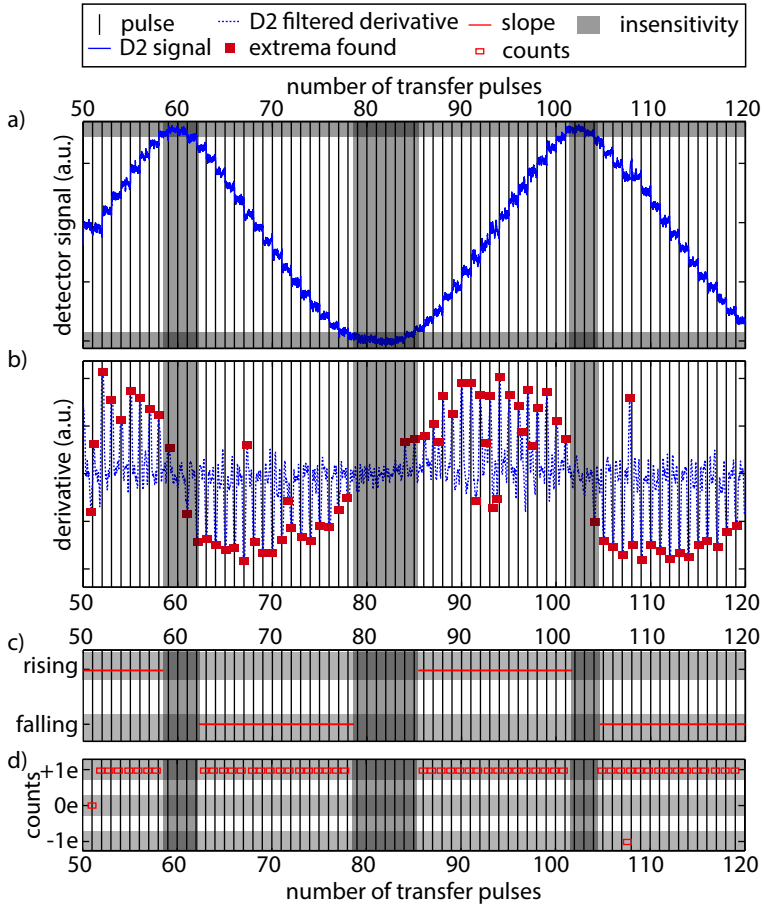 pulse D2 filtered derivative slope insensitivity
D2 signal extrema found counts
number of transfer pulses
50 60 70 80 90 100 110 120
a)
detector signal (a.u.)
b)
derivative (a.u.)
50 60 70 80 90 100 110 120
c)
50 60 70 80 90 100 110 120
rising
falling
d)
counts
+1e
0e
-1e
50 60 70 80 90 100 110 120
number of transfer pulses